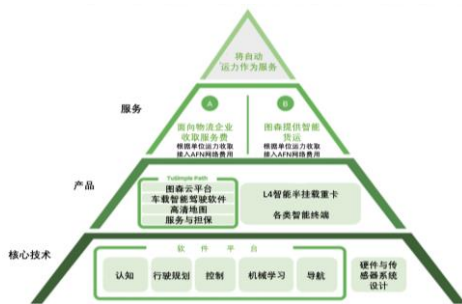 将自动
运力作为服务
服务
A
B
面向物流企业
收取服务费
根据单位运力收取
接入AFN网络费用
图森提供智能
货运
根据单位运力收取
接入AFN网络费用
产品
TuSimple Path
图森云平台
车载智能驾驶软件
高清地图
服务与担保
L4智能半挂载重卡
各类智能终端
核心技术
软件平台
认知
行驶规划
控制
机械学习
导航
硬件与传
感器系统
设计